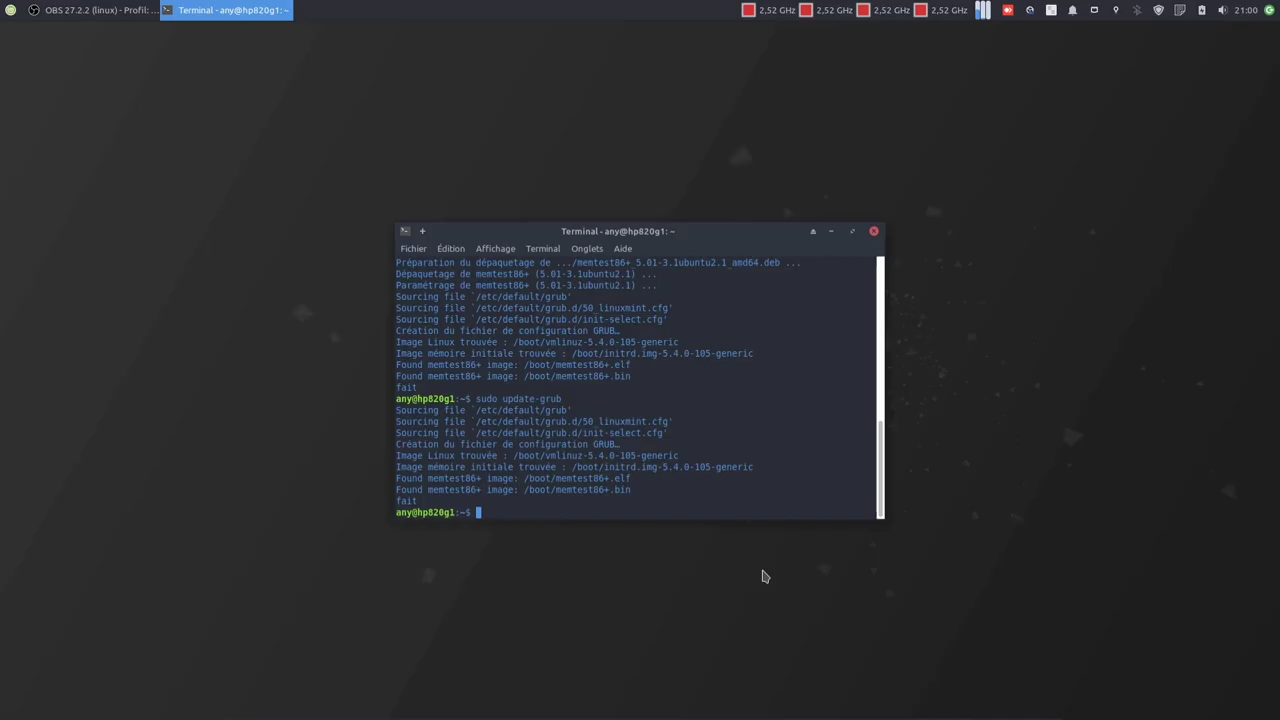 OBS 27.2.2 (linux) - Profil: ...
Terminal - any@hp820g1: ~
2,52 GHz
2,52 GHz
2,52 GHz
2,52 GHz
21:00
Terminal - any@hp820g1: ~
Fichier Édition Affichage Terminal Onglets Aide
Préparation du dépaquetage de .../memtest86+_5.01-3.1ubuntu2.1_amd64.deb ...
Dépaquetage de memtest86+ (5.01-3.1ubuntu2.1) ...
Paramétrage de memtest86+ (5.01-3.1ubuntu2.1) ...
Sourcing file `/etc/default/grub'
Sourcing file `/etc/default/grub.d/50_linuxmint.cfg'
Sourcing file `/etc/default/grub.d/init-select.cfg'
Création du fichier de configuration GRUB…
Image Linux trouvée : /boot/vmlinuz-5.4.0-105-generic
Image mémoire initiale trouvée : /boot/initrd.img-5.4.0-105-generic
Found memtest86+ image: /boot/memtest86+.elf
Found memtest86+ image: /boot/memtest86+.bin
fait
any@hp820g1:~$ sudo update-grub
Sourcing file `/etc/default/grub'
Sourcing file `/etc/default/grub.d/50_linuxmint.cfg'
Sourcing file `/etc/default/grub.d/init-select.cfg'
Création du fichier de configuration GRUB…
Image Linux trouvée : /boot/vmlinuz-5.4.0-105-generic
Image mémoire initiale trouvée : /boot/initrd.img-5.4.0-105-generic
Found memtest86+ image: /boot/memtest86+.elf
Found memtest86+ image: /boot/memtest86+.bin
fait
any@hp820g1:~$